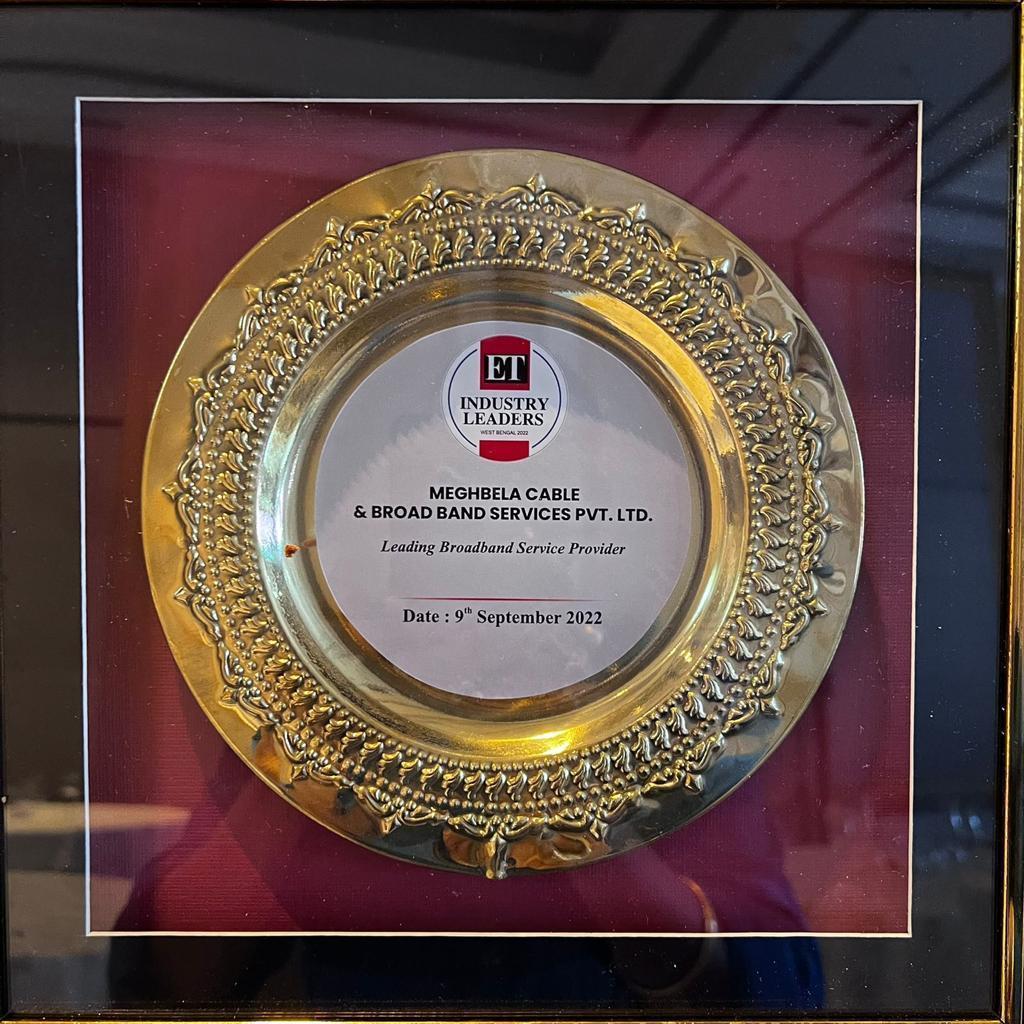 ET
INDUSTRY
LEADERS
WEST BENGAL 2022
MEGHBELA CABLE
& BROAD BAND SERVICES PVT. LTD.
Leading Broadband Service Provider
Date : 9th September 2022